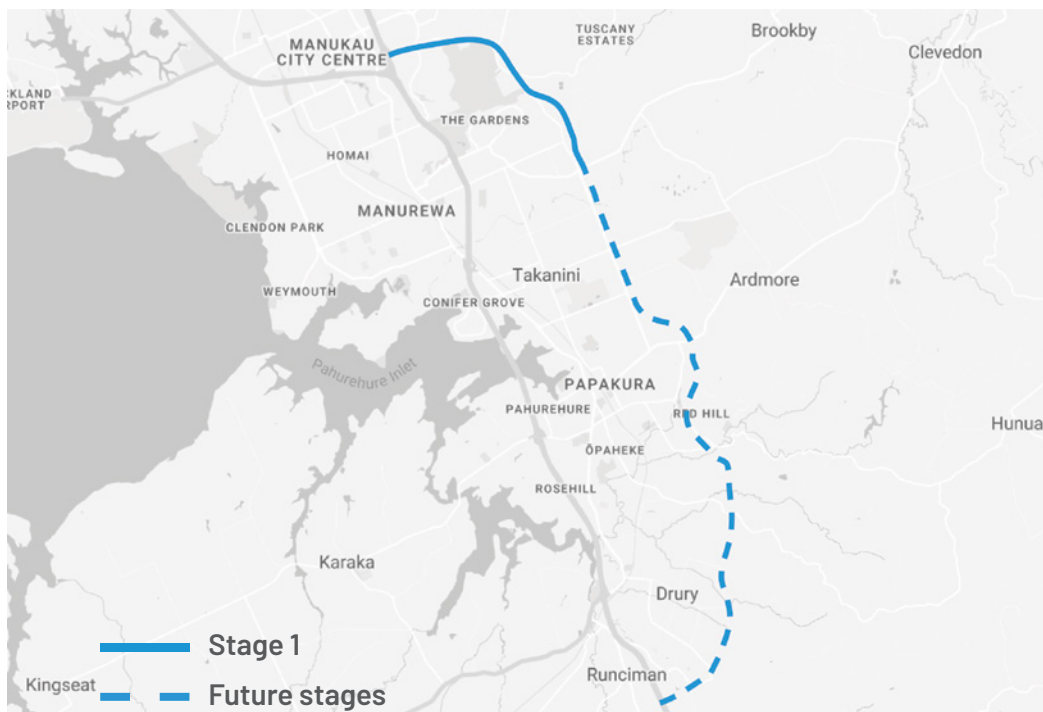 TUSCANY
ESTATES
Brookby
MANUKAU
CITY CENTRE
Clevedon
CKLAND
RPORT
THE GARDENS
HOMAI
MANUREWA
CLENDON PARK
Takanini
Ardmore
WEYMOUTH
CONIFER GROVE
Pahurehure Inlet
PAPAKURA
PAHUREHURE
RED HILL
Hunua
ŌPAHEKE
ROSEHILL
Karaka
Drury
Stage 1
Runciman
Kingseat
Future stages